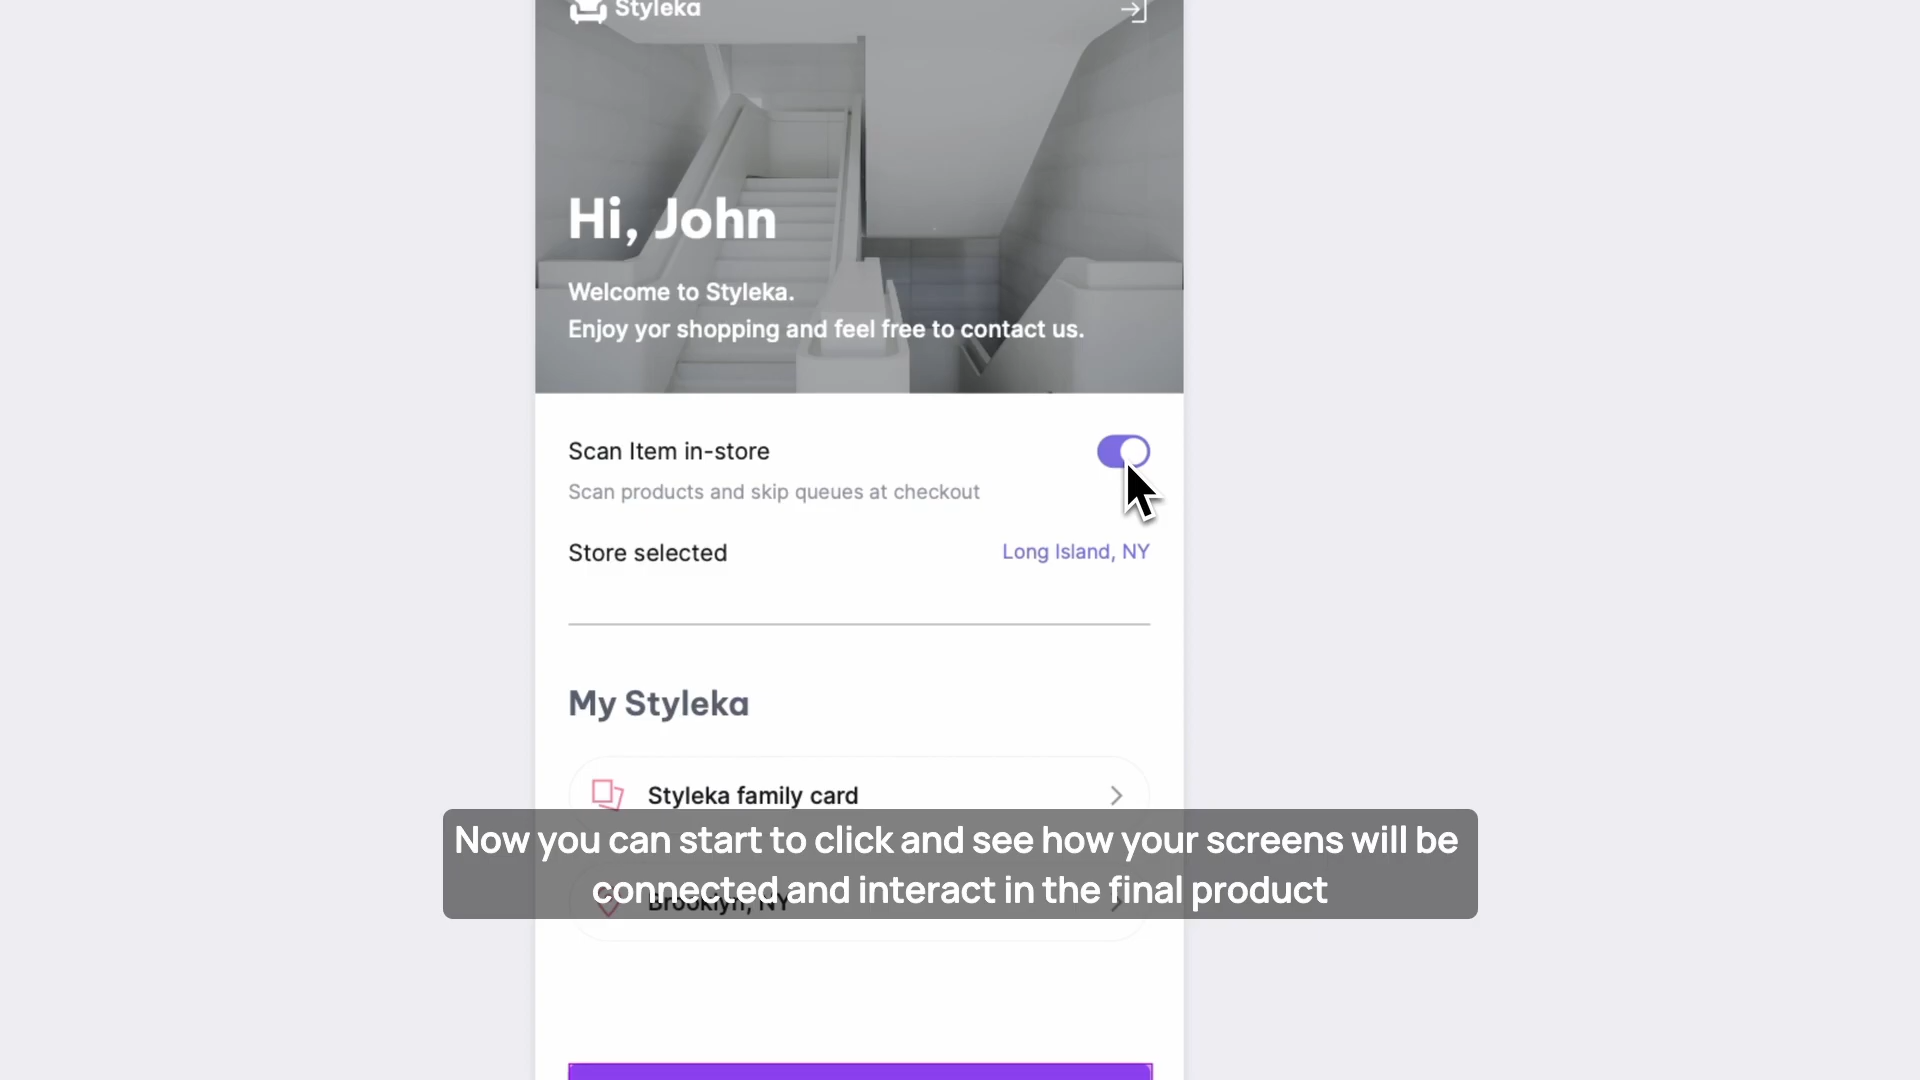 Styleka
Hi, John
Welcome to Styleka.
Enjoy yor shopping and feel free to contact us.
Scan Item in-store
Scan products and skip queues at checkout
Store selected
Long Island, NY
My Styleka
Styleka family card
Now you can start to click and see how your screens will be
connected and interact in the final product
Brooklyn, NY